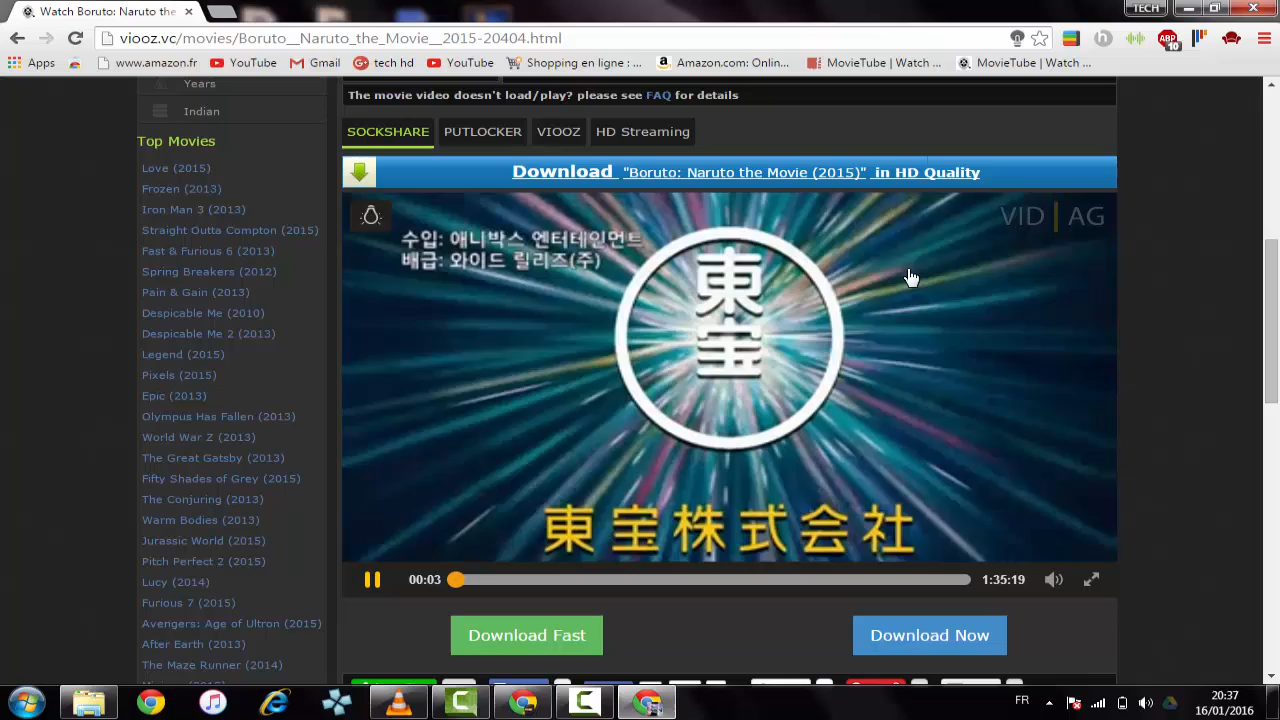 Watch Boruto: Naruto the
TECH
viooz.vc/movies/Boruto__Naruto_the_Movie__2015-20404.html
ABP
10
Apps
www.amazon.fr
YouTube
Gmail
tech hd
YouTube
Shopping en ligne : ...
Amazon.com: Onlin...
MovieTube | Watch ...
MovieTube | Watch ...
Years
Indian
Top Movies
Love (2015)
Frozen (2013)
Iron Man 3 (2013)
Straight Outta Compton (2015)
Fast & Furious 6 (2013)
Spring Breakers (2012)
Pain & Gain (2013)
Despicable Me (2010)
Despicable Me 2 (2013)
Legend (2015)
Pixels (2015)
Epic (2013)
Olympus Has Fallen (2013)
World War Z (2013)
The Great Gatsby (2013)
Fifty Shades of Grey (2015)
The Conjuring (2013)
Warm Bodies (2013)
Jurassic World (2015)
Pitch Perfect 2 (2015)
Lucy (2014)
Furious 7 (2015)
Avengers: Age of Ultron (2015)
After Earth (2013)
The Maze Runner (2014)
The movie video doesn't load/play? please see FAQ for details
SOCKSHARE
PUTLOCKER
VIOOZ
HD Streaming
Download "Boruto: Naruto the Movie (2015)" in HD Quality
VID | AG
수입: 애니박스 엔터테인먼트
배급: 와이드 릴리즈(주)
東
宝
東宝株式会社
00:03
1:35:19
Download Fast
Download Now
FR
20:37
16/01/2016